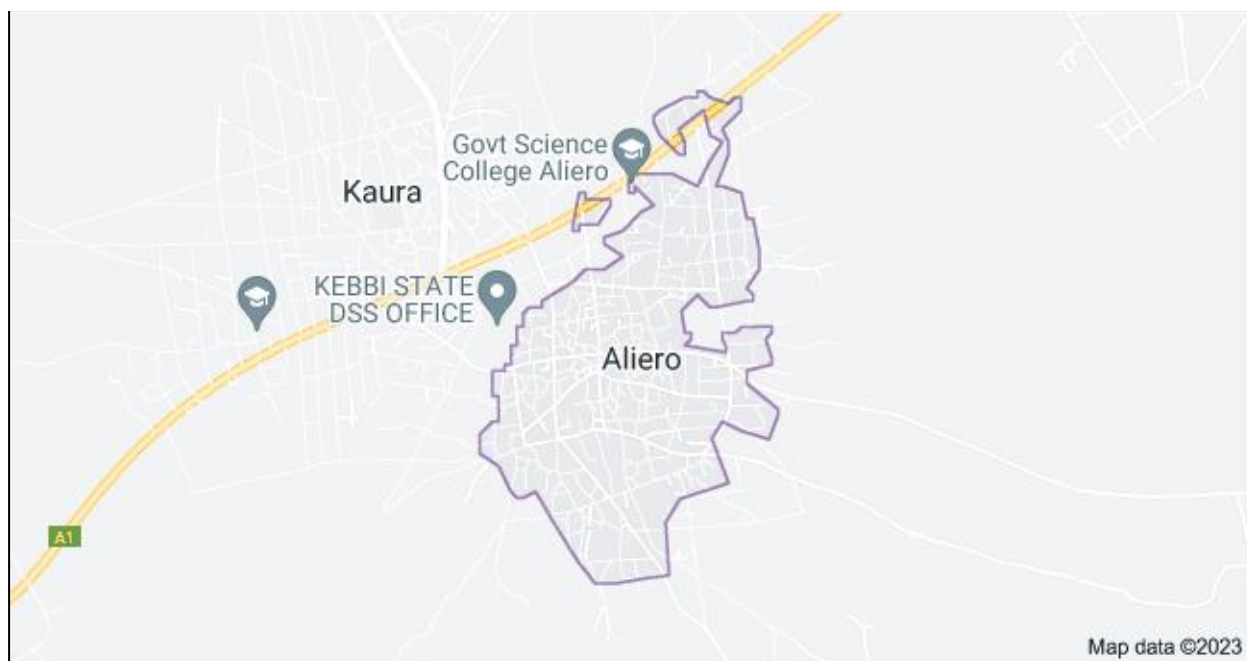 Govt Science
College Aliero
Kaura
KEBBI STATE
DSS OFFICE
Aliero
A1
Map data ©2023